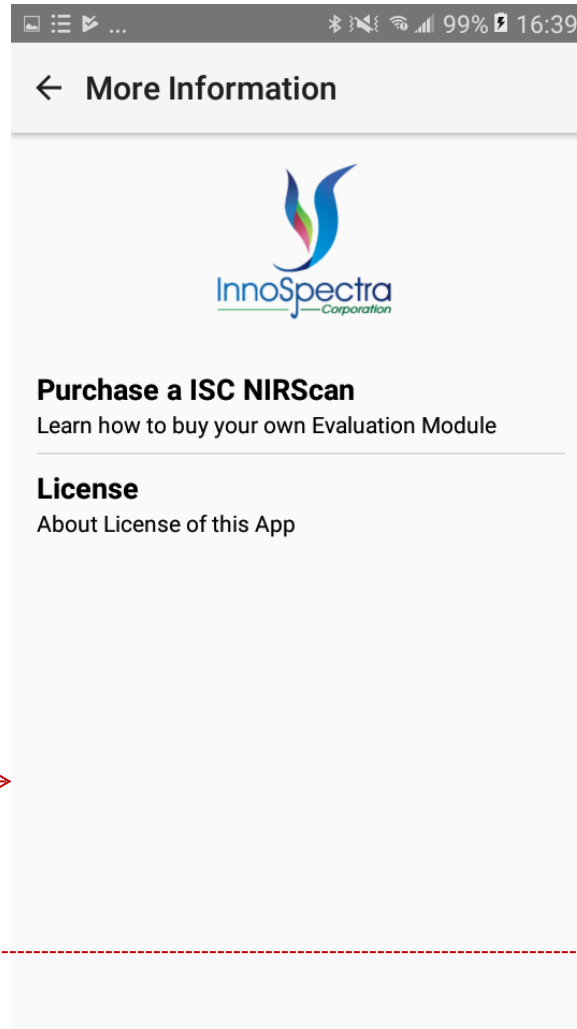 ... 99% 16:39
More Information
InnoSpectra
Corporation
Purchase a ISC NIRScan
Learn how to buy your own Evaluation Module
License
About License of this App